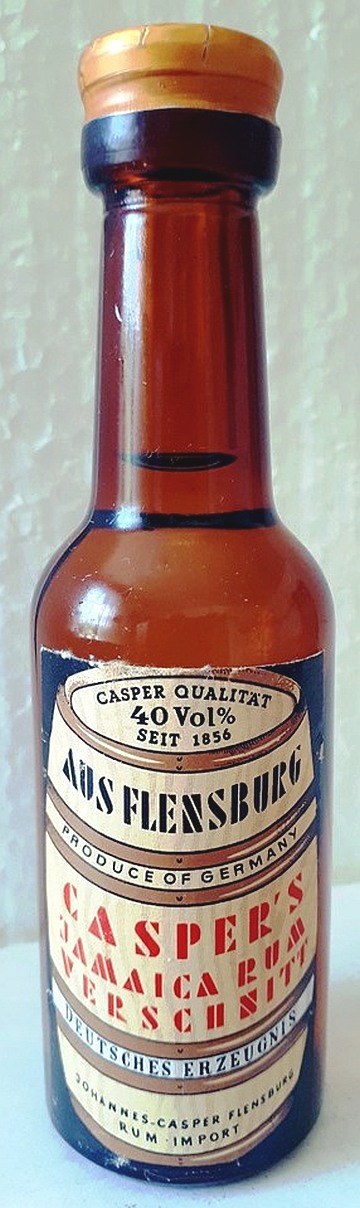 CASPER QUALITÄT
40 Vol%
SEIT 1856
AUS FLENSBURG
PRODUCE OF GERMANY
CASPER'S
JAMAICA RUM
VERSCHNITT
DEUTSCHES ERZEUGNIS
JOHANNES-CASPER FLENSBURG
RUM·IMPORT